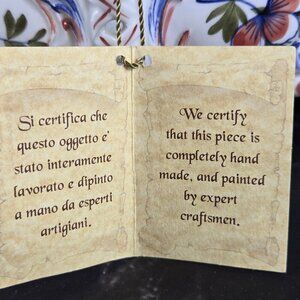 Si certifica che
questo oggetto e'
stato interamente
lavorato e dipinto
a mano da esperti
artigiani.
We certify
that this piece is
completely hand
made, and painted
by expert
craftsmen.